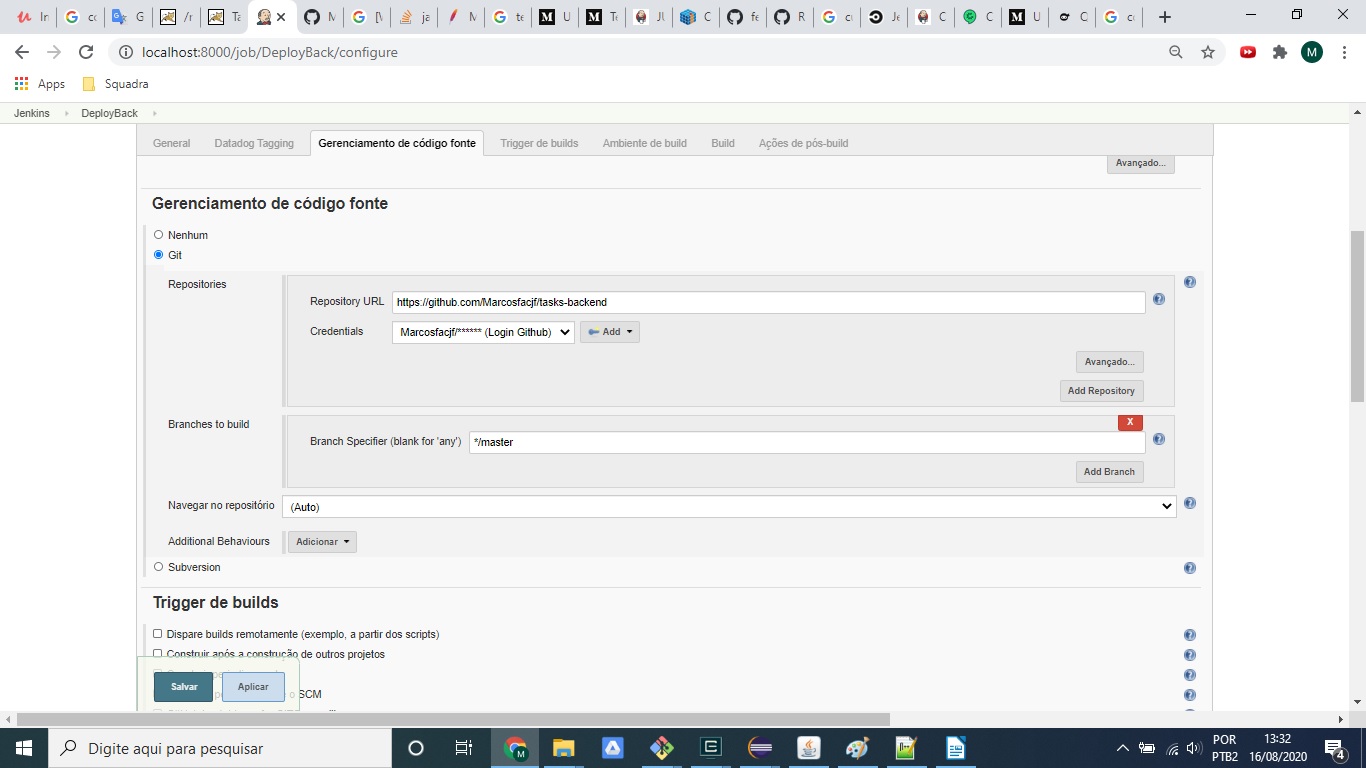 In
co
G
/r
Ta
M
[\
ja
M
te
U
Te
JU
C
fe
R
cu
Je
C
C
U
C
co
localhost:8000/job/DeployBack/configure
M
Apps
Squadra
Jenkins
DeployBack
General
Datadog Tagging
Gerenciamento de código fonte
Trigger de builds
Ambiente de build
Build
Ações de pós-build
Avançado...
Gerenciamento de código fonte
Nenhum
Git
Repositories
Repository URL
https://github.com/Marcosfacjf/tasks-backend
Credentials
Marcosfacjf/****** (Login Github)
Add
Avançado...
Add Repository
Branches to build
X
Branch Specifier (blank for 'any')
*/master
Add Branch
Navegar no repositório
(Auto)
Additional Behaviours
Adicionar
Subversion
Trigger de builds
Dispare builds remotamente (exemplo, a partir dos scripts)
Construir após a construção de outros projetos
Salvar
Aplicar
o SCM
Digite aqui para pesquisar
POR
PTB2
13:32
16/08/2020
4